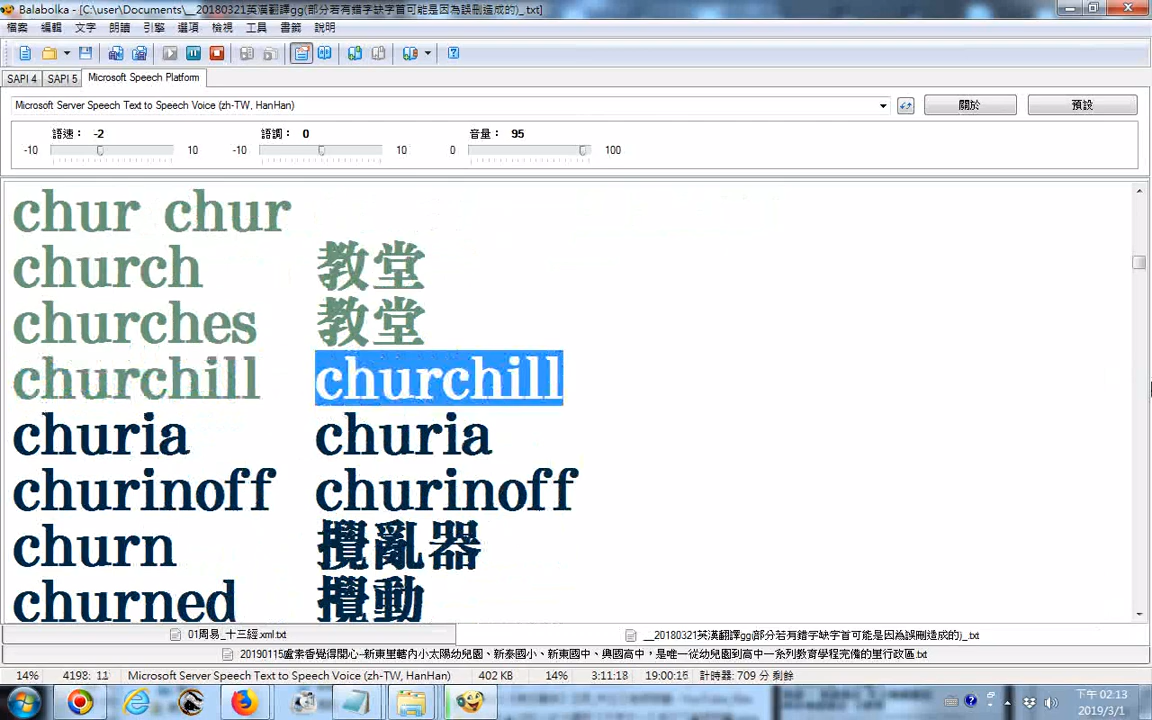 Balabolka - [C:\user\Documents\__20180321英漢翻譯gg(部分若有錯字缺字首可能是因為誤刪造成的)_.txt]
檔案 編輯 文字 朗讀 引擎 選項 檢視 工具 書籤 說明
SAPI 4 SAPI 5 Microsoft Speech Platform
Microsoft Server Speech Text to Speech Voice (zh-TW, HanHan) 關於 預設
語速： -2 語調： 0 音量： 95
-10 10 -10 10 0 100
chur chur
church 教堂
churches 教堂
churchill churchill
churia churia
churinoff churinoff
churn 攪亂器
churned 攪動
01周易_十三經.xml.txt __20180321英漢翻譯gg(部分若有錯字缺字首可能是因為誤刪造成的)_.txt
20190115盧素香覺得開心-新東里轄內小太陽幼兒園、新泰國小、新東國中、興國高中，是唯一從幼兒園到高中一系列教育學程完備的里行政區.txt
14% 4198: 11 Microsoft Server Speech Text to Speech Voice (zh-TW, HanHan) 402 KB 14% 3:11:18 19:00:16 計時器: 709 分 剩餘
下午 02:13
2019/3/1